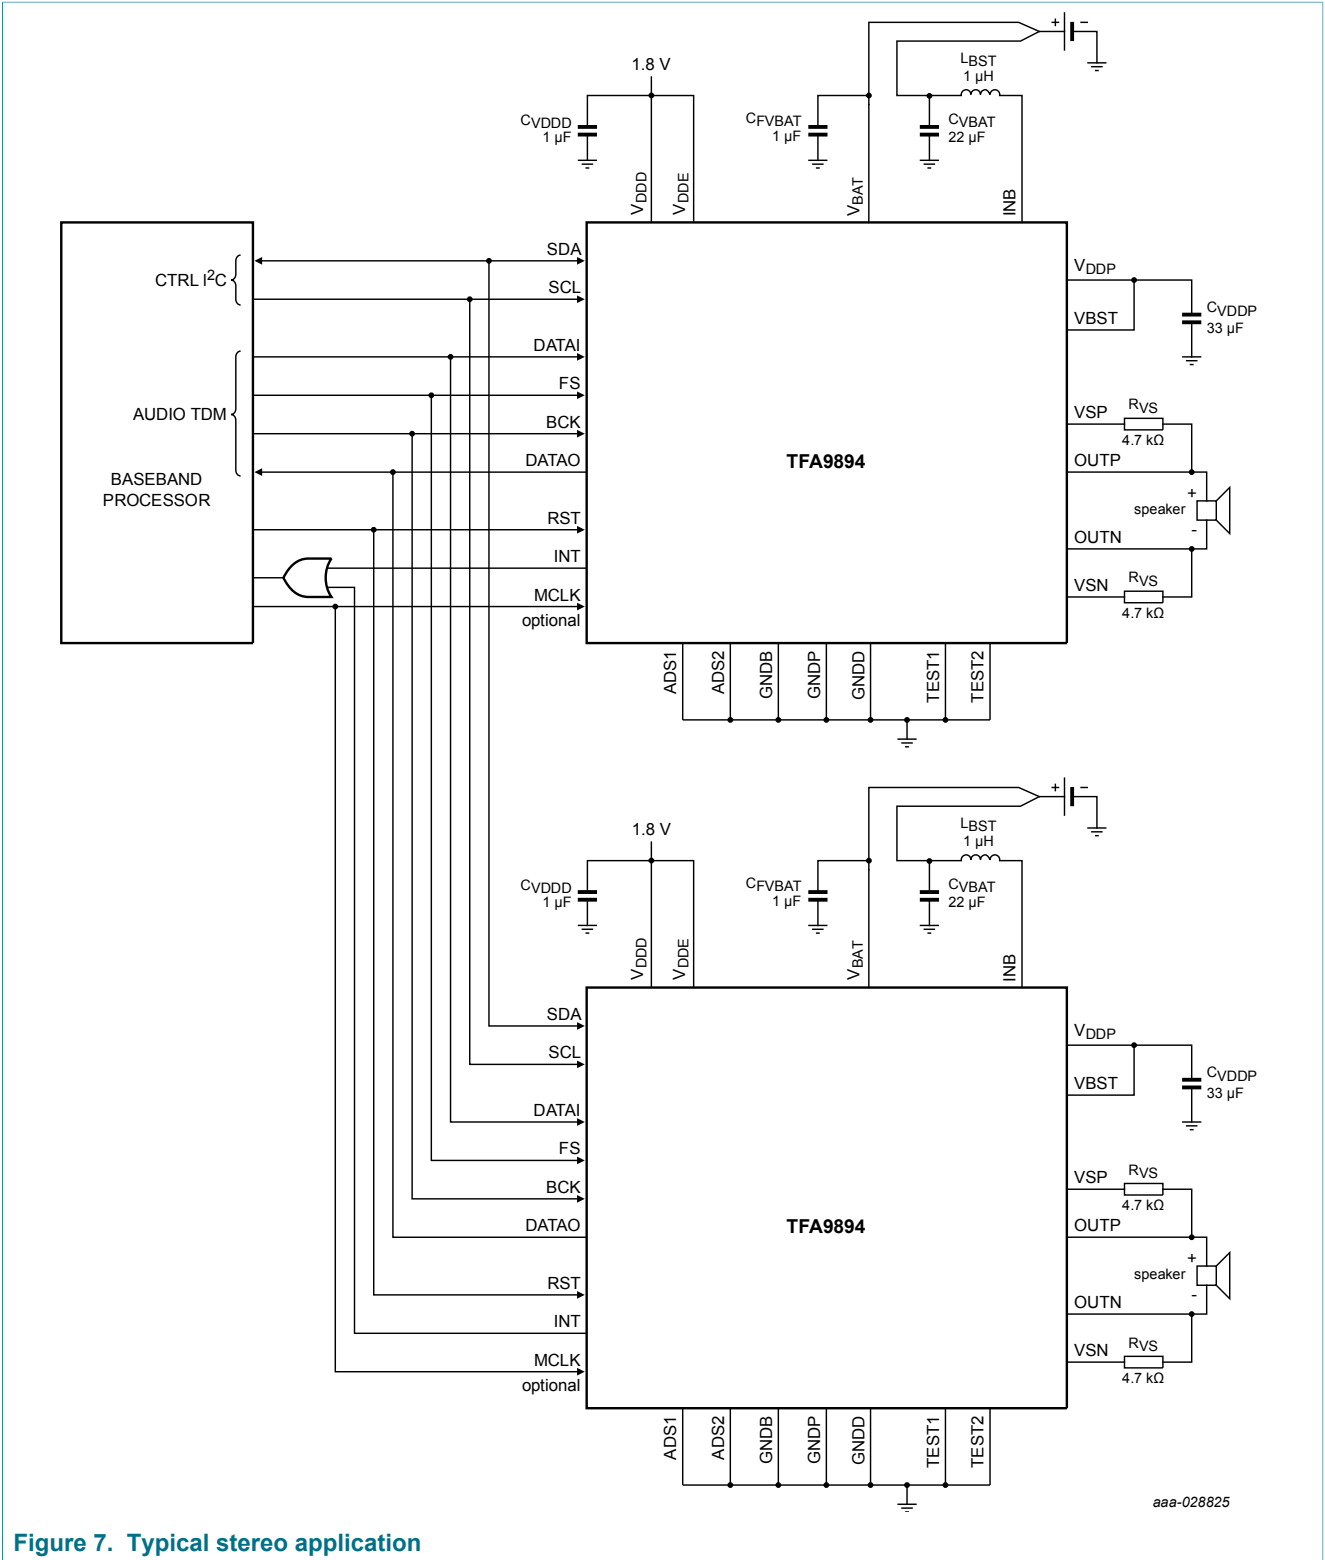 1.8 V
CVDDD
1 µF
VDDD
VDDE
CFVBAT
1 µF
VBAT
+ -
LBST
1 µH
CVBAT
22 µF
INB
CTRL I2C
AUDIO TDM
BASEBAND
PROCESSOR
SDA
SCL
DATAI
FS
BCK
DATAO
RST
INT
MCLK
optional
TFA9894
VDDP
VBST
CVDDP
33 µF
VSP
RVS
4.7 kΩ
OUTP
+
speaker
-
OUTN
VSN
RVS
4.7 kΩ
ADS1
ADS2
GNDB
GNDP
GNDD
TEST1
TEST2
1.8 V
CVDDD
1 µF
VDDD
VDDE
CFVBAT
1 µF
VBAT
+ -
LBST
1 µH
CVBAT
22 µF
INB
SDA
SCL
DATAI
FS
BCK
DATAO
RST
INT
MCLK
optional
TFA9894
VDDP
VBST
CVDDP
33 µF
VSP
RVS
4.7 kΩ
OUTP
+
speaker
-
OUTN
VSN
RVS
4.7 kΩ
ADS1
ADS2
GNDB
GNDP
GNDD
TEST1
TEST2
aaa-028825
Figure 7. Typical stereo application